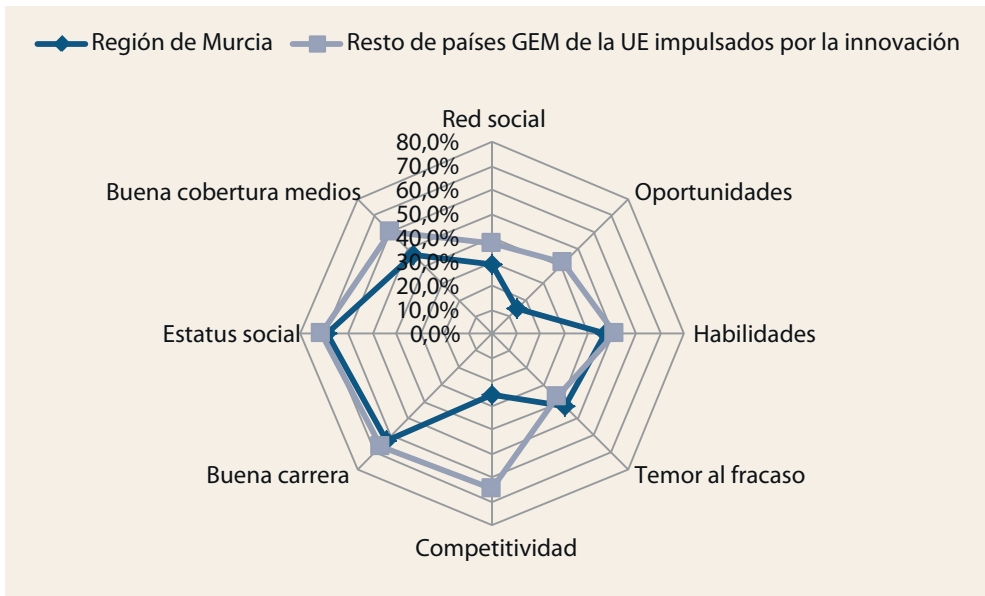 Región de Murcia Resto de países GEM de la UE impulsados por la innovación
Red social
80,0%
70,0%
60,0%
50,0%
40,0%
30,0%
20,0%
10,0%
0,0%
Oportunidades
Habilidades
Temor al fracaso
Competitividad
Buena carrera
Estatus social
Buena cobertura medios